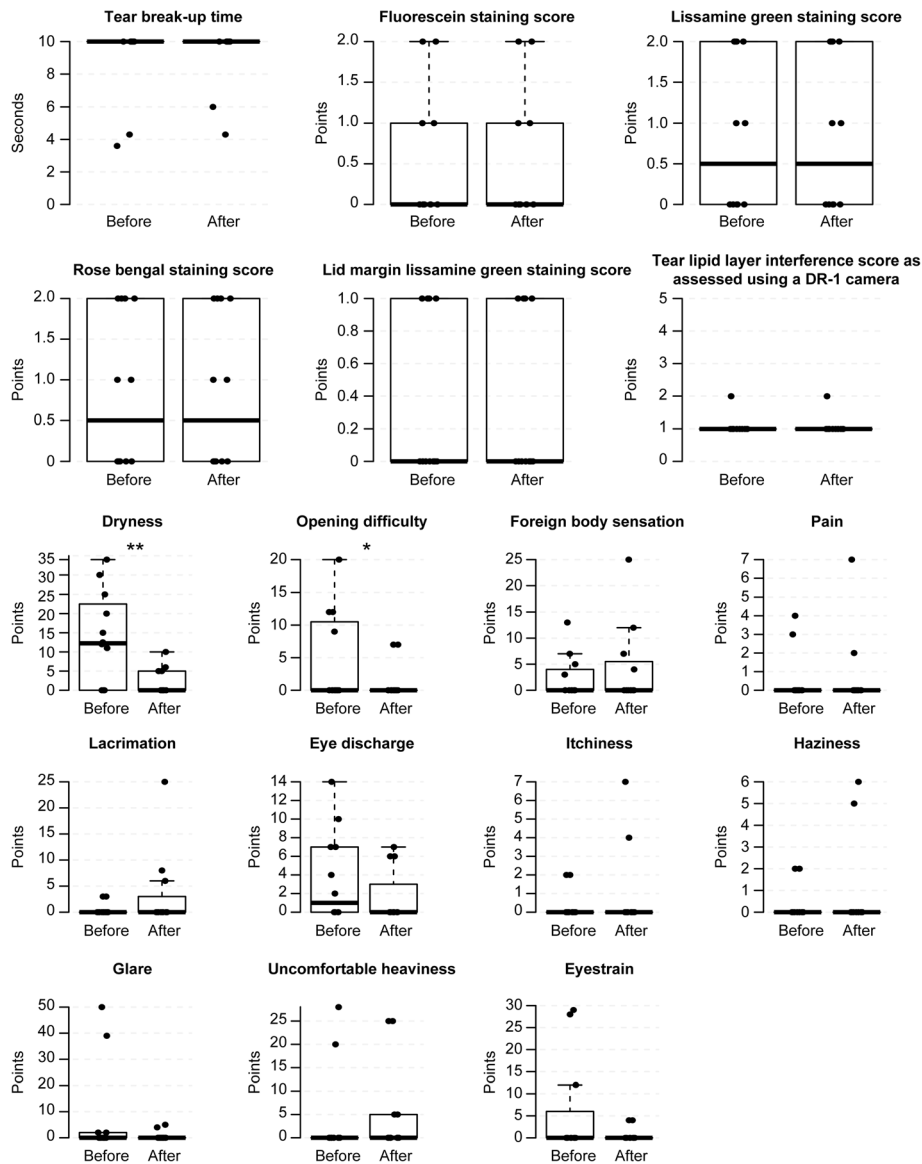 Tear break-up time
10
8
6
4
2
0
Seconds
Before
After
Fluorescein staining score
2.0
1.5
1.0
0.5
0
Points
Before
After
Lissamine green staining score
2.0
1.5
1.0
0.5
0
Points
Before
After
Rose bengal staining score
2.0
1.5
1.0
0.5
0
Points
Before
After
Lid margin lissamine green staining score
1.0
0.8
0.6
0.4
0.2
0.0
Points
Before
After
Tear lipid layer interference score as
assessed using a DR-1 camera
5
4
3
2
1
0
Points
Before
After
Dryness
**
35
30
25
20
15
10
5
0
Points
Before
After
Opening difficulty
*
20
15
10
5
0
Points
Before
After
Foreign body sensation
25
20
15
10
5
0
Points
Before
After
Pain
7
6
5
4
3
2
1
0
Points
Before
After
Lacrimation
25
20
15
10
5
0
Points
Before
After
Eye discharge
14
12
10
8
6
4
2
0
Points
Before
After
Itchiness
7
6
5
4
3
2
1
0
Points
Before
After
Haziness
6
5
4
3
2
1
0
Points
Before
After
Glare
50
40
30
20
10
0
Points
Before
After
Uncomfortable heaviness
25
20
15
10
5
0
Points
Before
After
Eyestrain
30
25
20
15
10
5
0
Points
Before
After